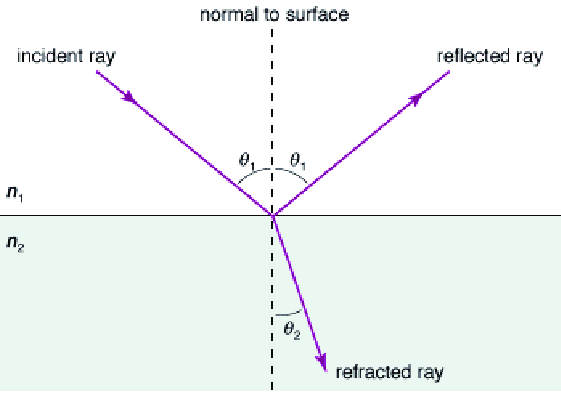 normal to surface
incident ray
reflected ray
θ₁ θ₁
n₁
n₂
θ₂
refracted ray